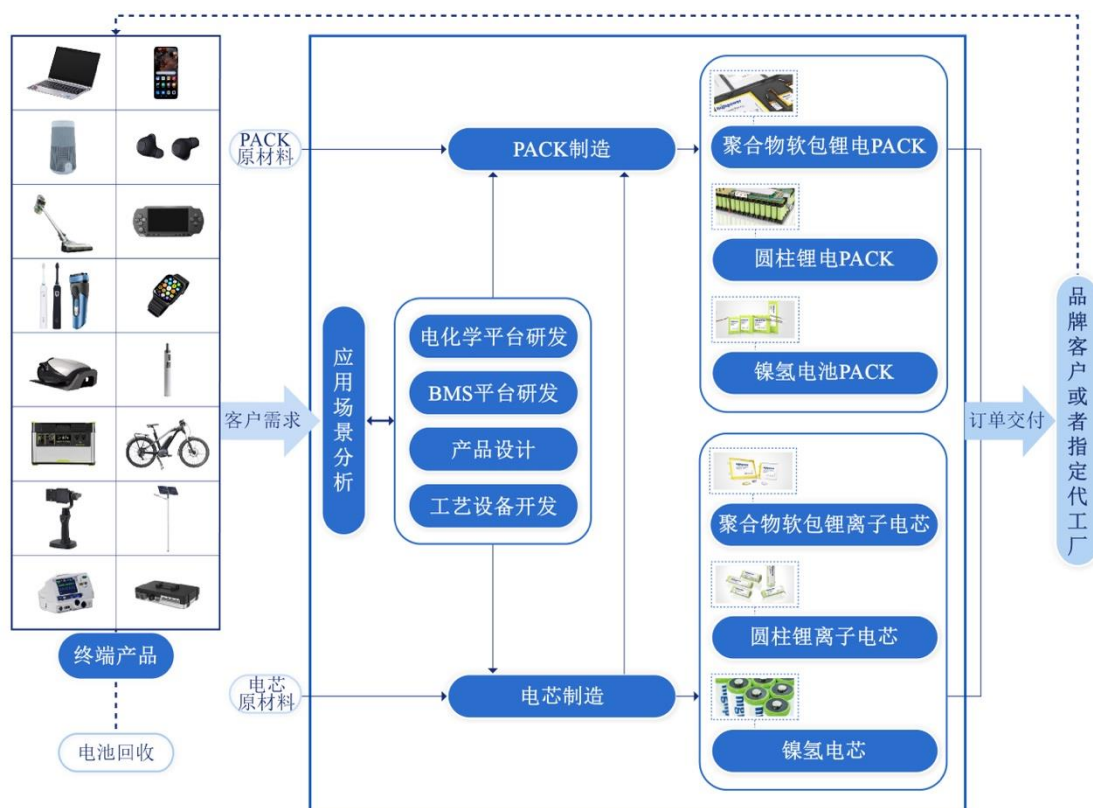 PACK
原材料
PACK制造
聚合物软包锂电PACK
圆柱锂电PACK
镍氢电池PACK
应用场景分析
电化学平台研发
BMS平台研发
产品设计
工艺设备开发
客户需求
订单交付
品牌客户或者指定代工厂
聚合物软包锂离子电芯
圆柱锂离子电芯
终端产品
电芯
原材料
电芯制造
镍氢电芯
电池回收